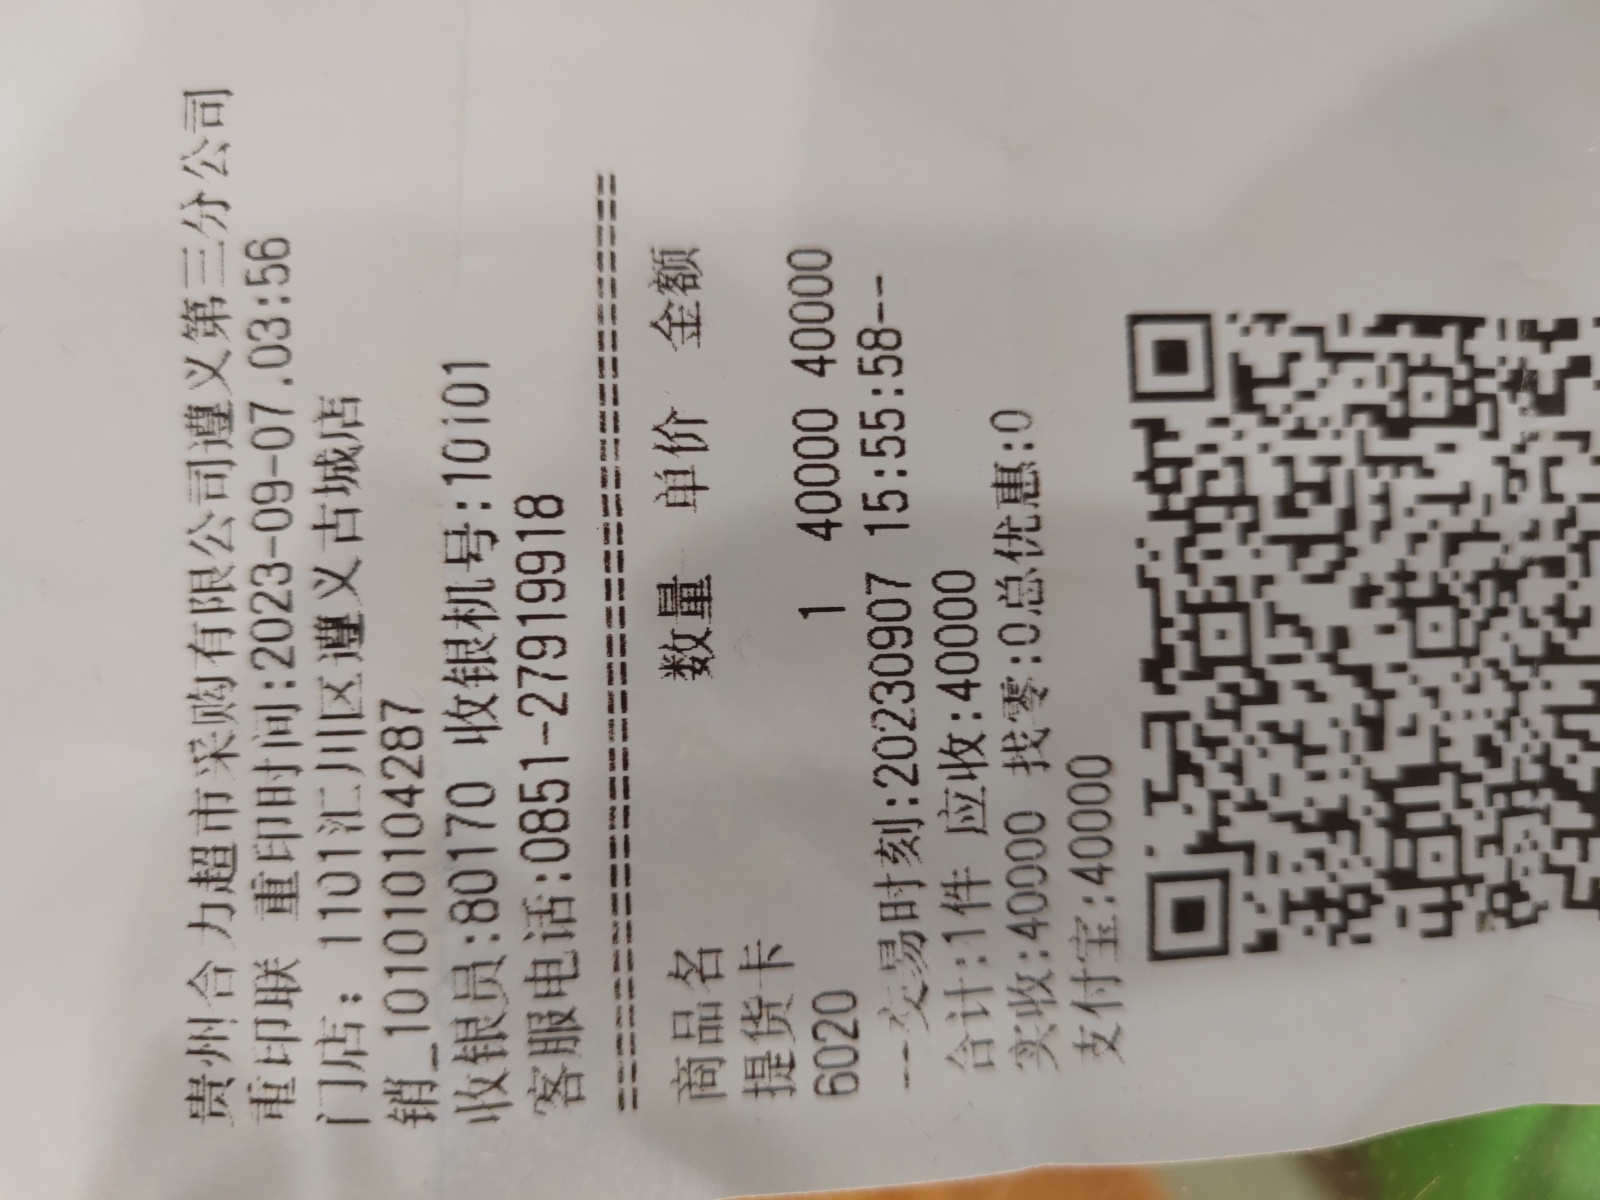 贵州合力超市采购有限公司遵义第三分公司
重印联 重印时间:2023-09-07.03:56
门店: 1101汇川区遵义古城店
销_101010104287
收银员:80170 收银机号:10101
客服电话:0851-27919918
==================================================
商品名 数量 单价 金额
提货卡
6020 1 40000 40000
--交易时刻:20230907 15:55:58--
合计:1件 应收:40000
实收:40000 找零:0总优惠:0
支付宝:40000